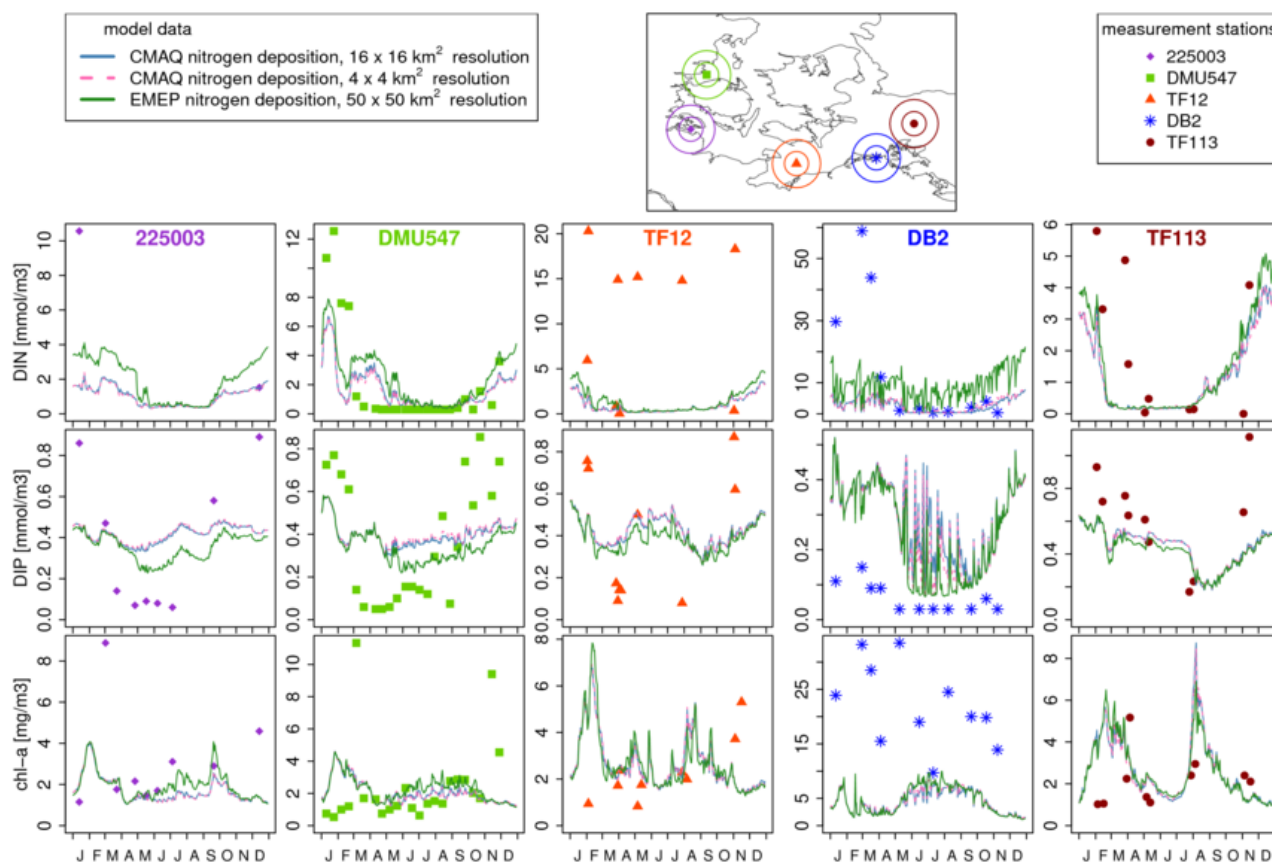 model data
CMAQ nitrogen deposition, 16 x 16 km² resolution
CMAQ nitrogen deposition, 4 x 4 km² resolution
EMEP nitrogen deposition, 50 x 50 km² resolution
measurement stations
225003
DMU547
TF12
DB2
TF113
225003
DMU547
TF12
DB2
TF113
DIN [mmol/m3]
0 2 4 6 8 10
0 2 4 6 8 12
0 5 10 15 20
0 10 30 50
0 1 2 3 4 5 6
DIP [mmol/m3]
0.0 0.2 0.4 0.6 0.8
0.0 0.2 0.4 0.6 0.8
0.0 0.2 0.4 0.6 0.8
0.0 0.2 0.4
0.0 0.4 0.8
chl-a [mg/m3]
0 2 4 6 8
0 2 4 6 8 10
0 2 4 6 8
0 5 15 25
0 2 4 6 8
J F M A M J J A S O N D
J F M A M J J A S O N D
J F M A M J J A S O N D
J F M A M J J A S O N D
J F M A M J J A S O N D